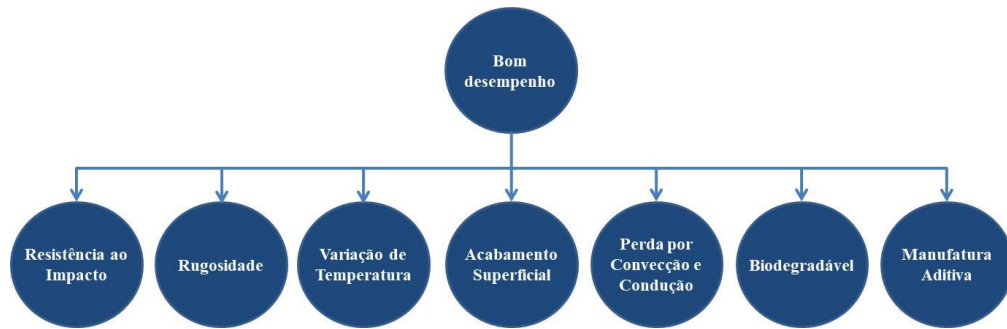 Bom
desempenho
Resistência ao
Impacto
Rugosidade
Variação de
Temperatura
Acabamento
Superficial
Perda por
Convecção e
Condução
Biodegradável
Manufatura
Aditiva